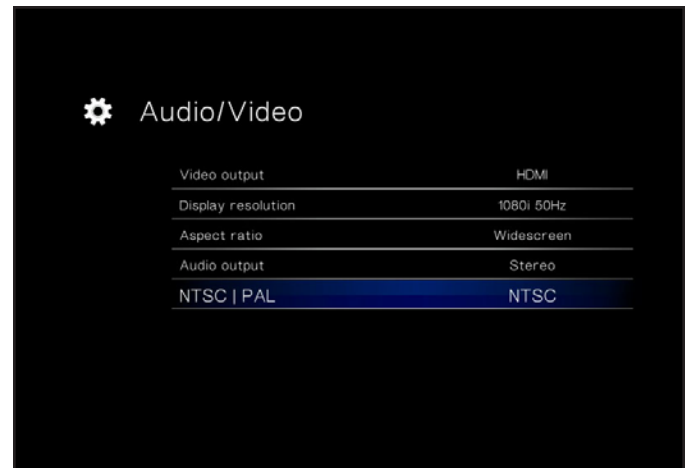 Audio/Video
Video output HDMI
Display resolution 1080i 50Hz
Aspect ratio Widescreen
Audio output Stereo
NTSC | PAL NTSC